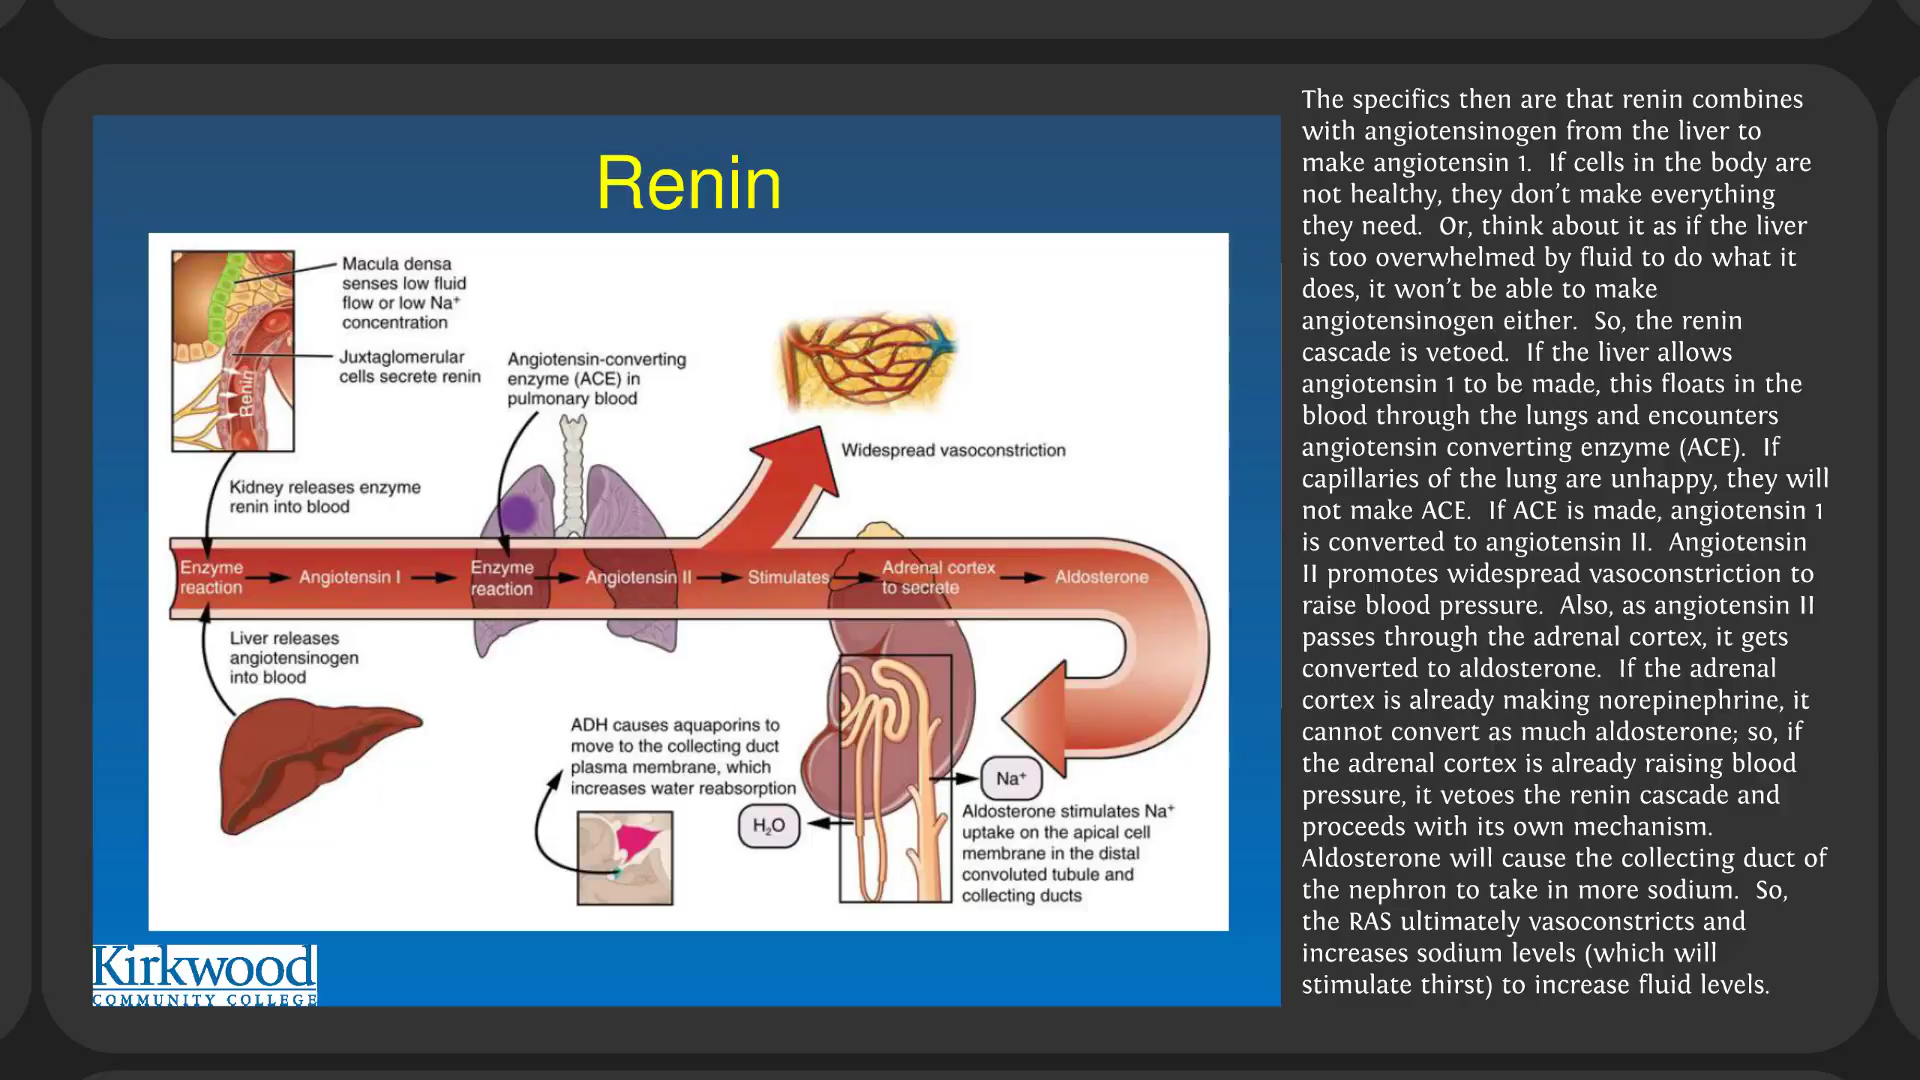 Renin
Macula densa
senses low fluid
flow or low Na⁺
concentration
Juxtaglomerular
cells secrete renin
Renin
Angiotensin-converting
enzyme (ACE) in
pulmonary blood
Widespread vasoconstriction
Kidney releases enzyme
renin into blood
Enzyme
reaction
Angiotensin I
Enzyme
reaction
Angiotensin II
Stimulates
Adrenal cortex
to secrete
Aldosterone
Liver releases
angiotensinogen
into blood
ADH causes aquaporins to
move to the collecting duct
plasma membrane, which
increases water reabsorption
H₂O
Na⁺
Aldosterone stimulates Na⁺
uptake on the apical cell
membrane in the distal
convoluted tubule and
collecting ducts
Kirkwood
COMMUNITY COLLEGE
The specifics then are that renin combines
with angiotensinogen from the liver to
make angiotensin 1.  If cells in the body are
not healthy, they don't make everything
they need.  Or, think about it as if the liver
is too overwhelmed by fluid to do what it
does, it won't be able to make
angiotensinogen either.  So, the renin
cascade is vetoed.  If the liver allows
angiotensin 1 to be made, this floats in the
blood through the lungs and encounters
angiotensin converting enzyme (ACE).  If
capillaries of the lung are unhappy, they will
not make ACE.  If ACE is made, angiotensin 1
is converted to angiotensin II.  Angiotensin
II promotes widespread vasoconstriction to
raise blood pressure.  Also, as angiotensin II
passes through the adrenal cortex, it gets
converted to aldosterone.  If the adrenal
cortex is already making norepinephrine, it
cannot convert as much aldosterone; so, if
the adrenal cortex is already raising blood
pressure, it vetoes the renin cascade and
proceeds with its own mechanism.
Aldosterone will cause the collecting duct of
the nephron to take in more sodium.  So,
the RAS ultimately vasoconstricts and
increases sodium levels (which will
stimulate thirst) to increase fluid levels.